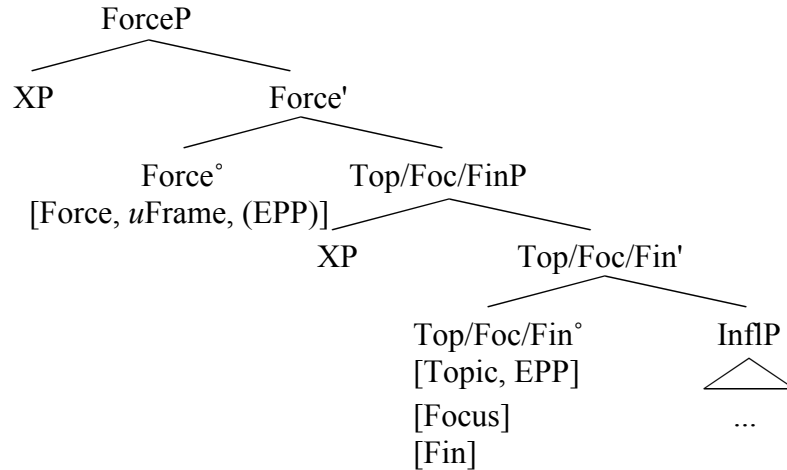 ForceP
XP Force'
Force° Top/Foc/FinP
[Force, uFrame, (EPP)]
XP Top/Foc/Fin'
Top/Foc/Fin° InflP
[Topic, EPP]
[Focus] ...
[Fin]